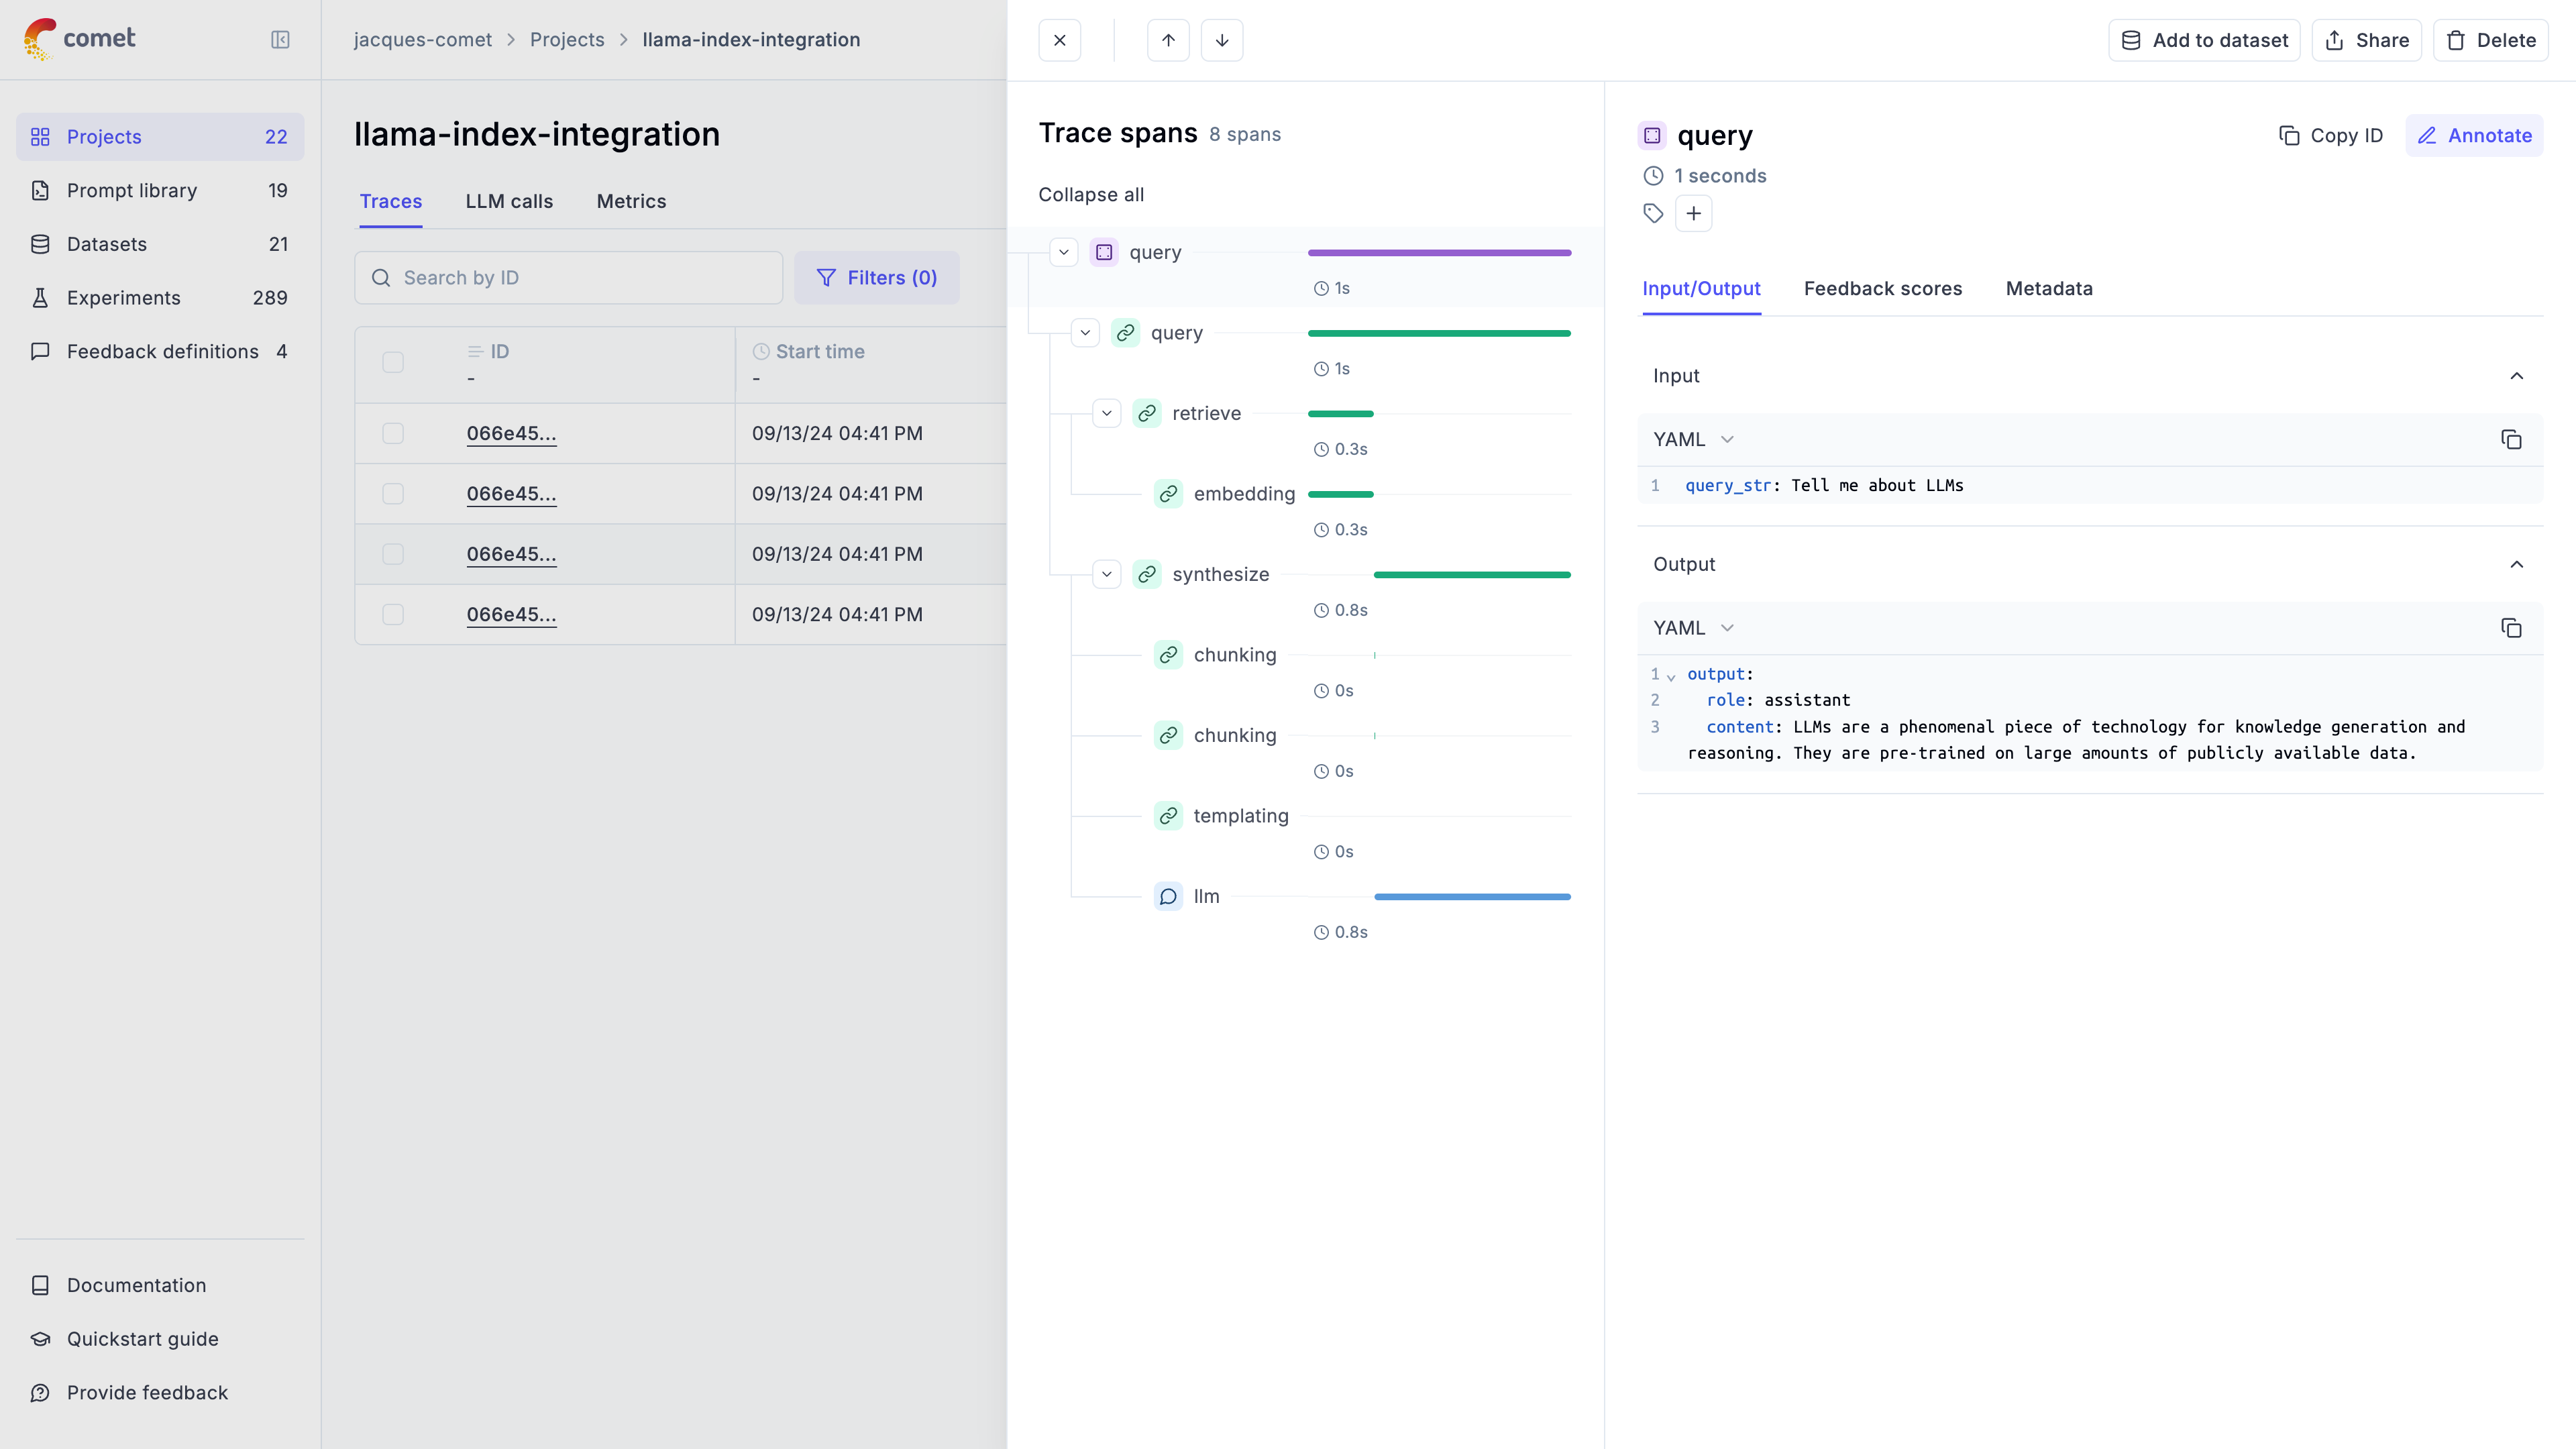 comet
Projects 22
Prompt library 19
Datasets 21
Experiments 289
Feedback definitions 4
Documentation
Quickstart guide
Provide feedback
jacques-comet > Projects > llama-index-integration
llama-index-integration
Traces LLM calls Metrics
Search by ID Filters (0)
ID Start time
- -
066e45... 09/13/24 04:41 PM
066e45... 09/13/24 04:41 PM
066e45... 09/13/24 04:41 PM
066e45... 09/13/24 04:41 PM
Add to dataset Share Delete
Trace spans 8 spans
Collapse all
query
1s
query
1s
retrieve
0.3s
embedding
0.3s
synthesize
0.8s
chunking
0s
chunking
0s
templating
0s
llm
0.8s
query Copy ID Annotate
1 seconds
Input/Output Feedback scores Metadata
Input
YAML
1 query_str: Tell me about LLMs
Output
YAML
1 output:
2 role: assistant
3 content: LLMs are a phenomenal piece of technology for knowledge generation and
reasoning. They are pre-trained on large amounts of publicly available data.